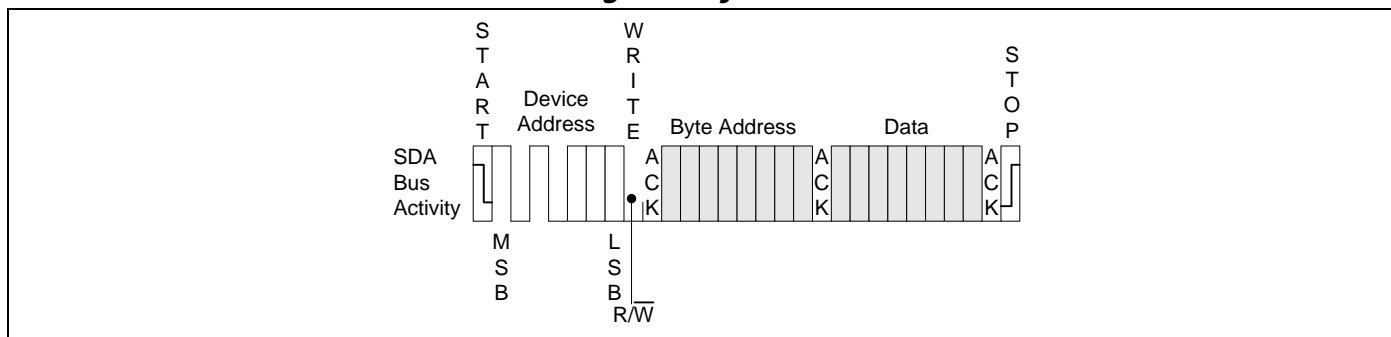 START
WRITE
STOP
Device
Address
Byte Address
Data
SDA
Bus
Activity
ACK
ACK
ACK
MSB
LSB
R/W